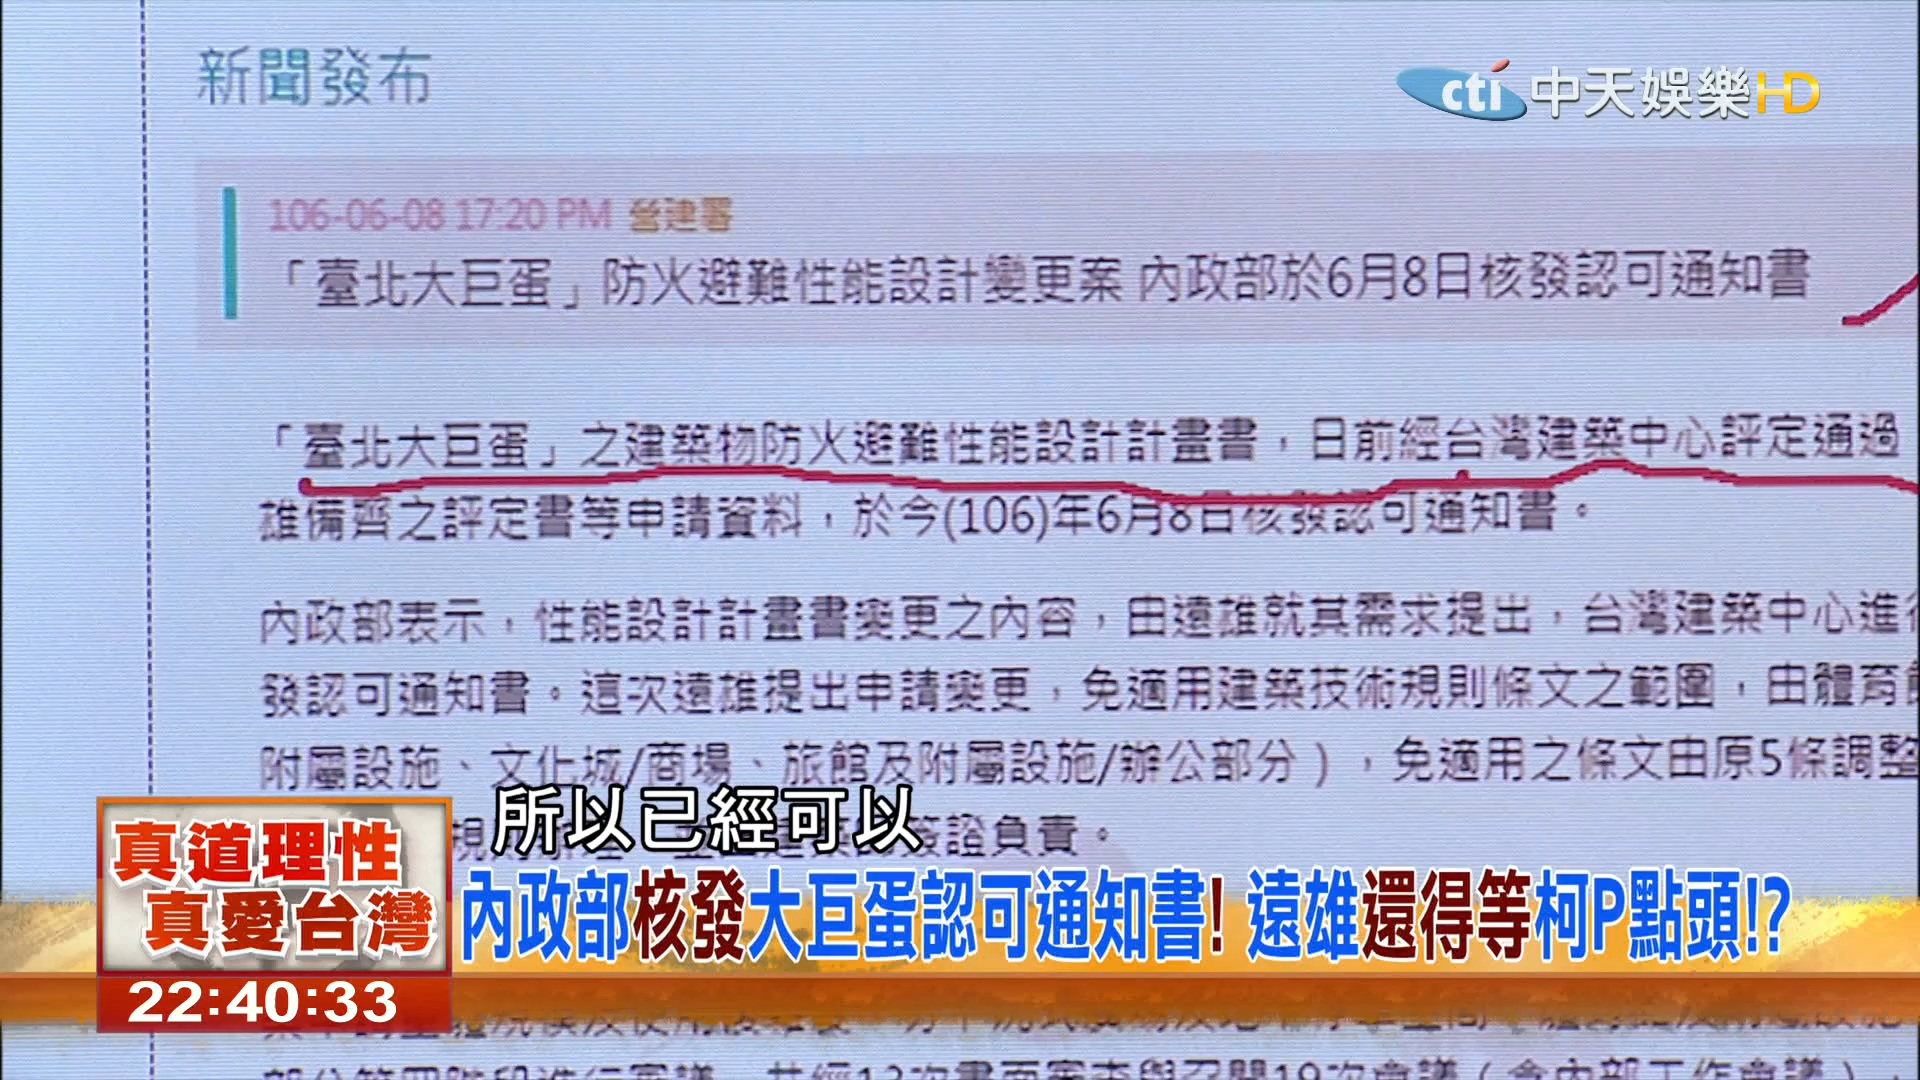 新聞發布
cti 中天娛樂HD
106-06-08 17:20 PM 營建署
「臺北大巨蛋」防火避難性能設計變更案 內政部於6月8日核發認可通知書
「臺北大巨蛋」之建築物防火避難性能設計計畫書，日前經台灣建築中心評定通過
雄備齊之評定書等申請資料，於今(106)年6月8日核發認可通知書。
內政部表示，性能設計計畫書變更之內容，由遠雄就其需求提出，台灣建築中心進行
發認可通知書。這次遠雄提出申請變更，免適用建築技術規則條文之範圍，由體育館
附屬設施、文化城/商場、旅館及附屬設施/辦公部分），免適用之條文由原5條調整
簽證負責。
所以已經可以
真道理性
真愛台灣
內政部核發大巨蛋認可通知書! 遠雄還得等柯P點頭!?
22:40:33